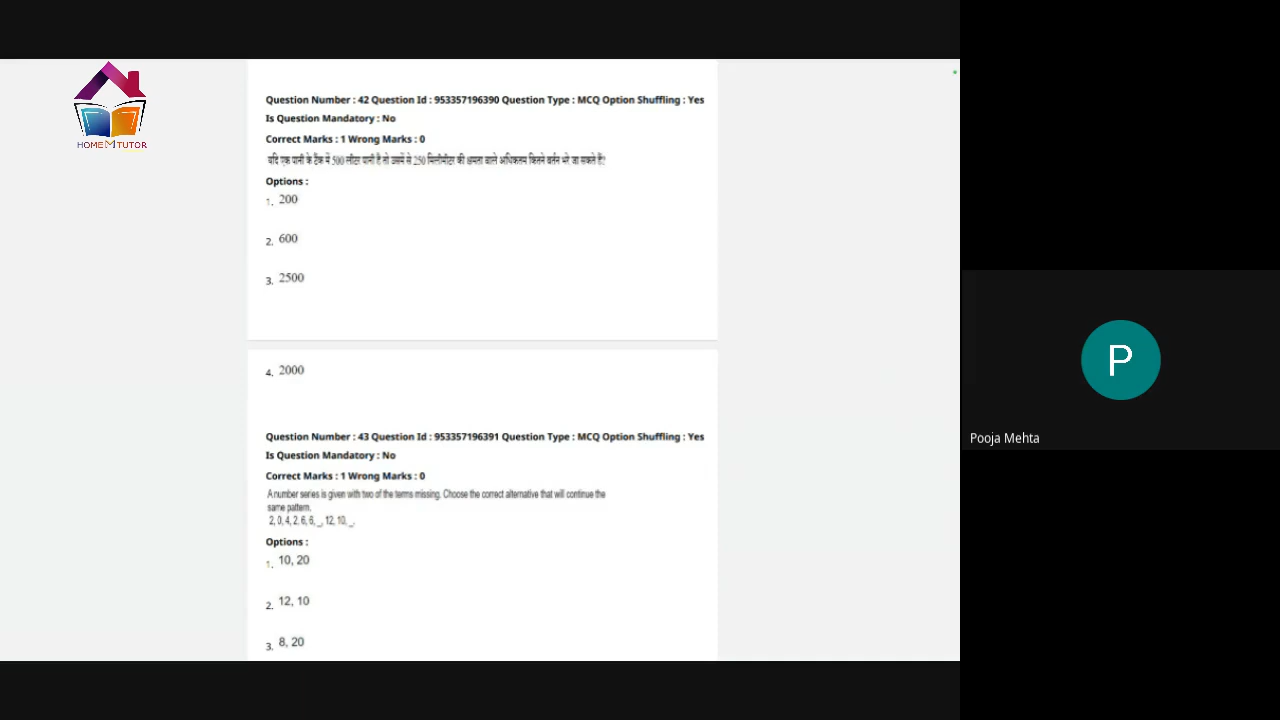 HOMEMTUTOR
Question Number : 42 Question Id : 953357196390 Question Type : MCQ Option Shuffling : Yes
Is Question Mandatory : No
Correct Marks : 1 Wrong Marks : 0
यदि एक पानी के टैंक में 500 लीटर पानी है तो उसमें से 250 मिलीमीटर की क्षमता वाले अधिकतम कितने बर्तन भरे जा सकते हैं?
Options :
1. 200
2. 600
3. 2500
4. 2000
Question Number : 43 Question Id : 953357196391 Question Type : MCQ Option Shuffling : Yes
Is Question Mandatory : No
Correct Marks : 1 Wrong Marks : 0
A number series is given with two of the terms missing. Choose the correct alternative that will continue the
same pattern.
2, 0, 4, 2, 6, 6, _, 12, 10, _.
Options :
1. 10, 20
2. 12, 10
3. 8, 20
P
Pooja Mehta